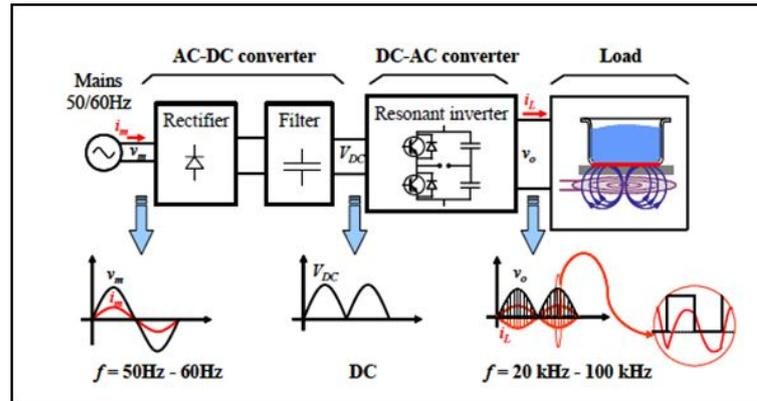 AC-DC converter
DC-AC converter
Load
Mains
50/60Hz
Rectifier
Filter
Resonant inverter
i_m
v_m
V_DC
i_L
v_o
v_m
i_m
V_DC
v_o
i_L
f = 50Hz - 60Hz
DC
f = 20 kHz - 100 kHz